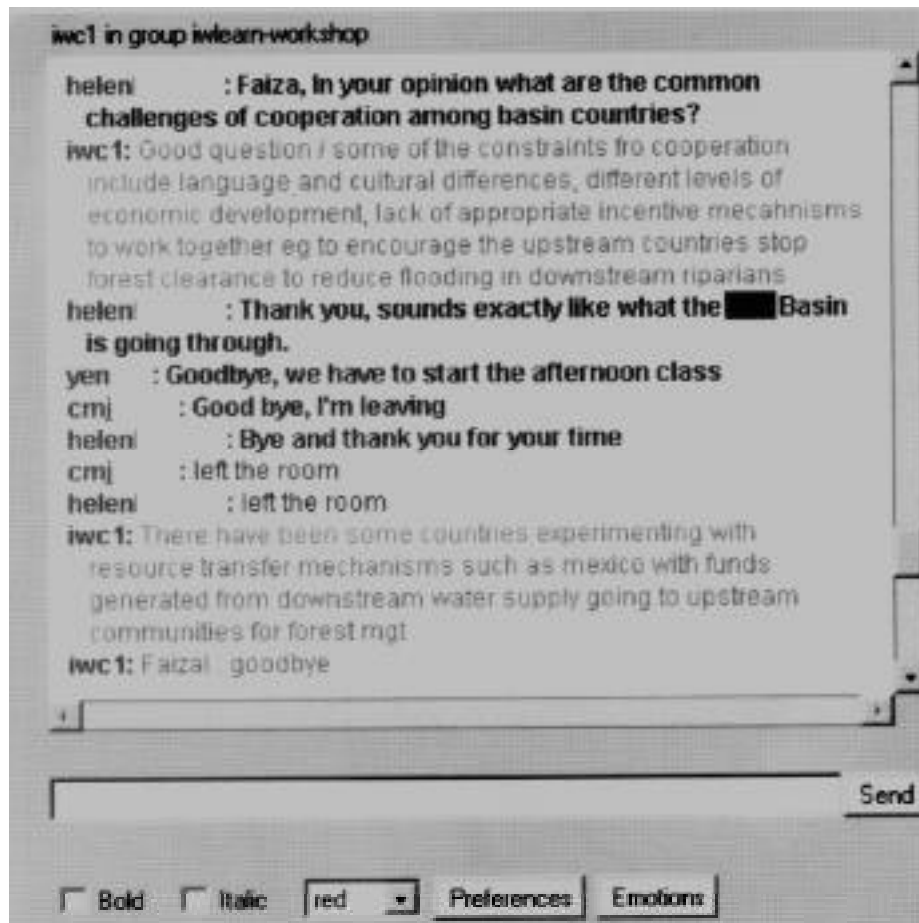 iwc1 in group iwlearn-workshop
helen : Faiza, In your opinion what are the common
challenges of cooperation among basin countries?
iwc1: Good question / some of the constraints fro cooperation
include language and cultural differences, different levels of
economic development, lack of appropriate incentive mecahnisms
to work together eg to encourage the upstream countries stop
forest clearance to reduce flooding in downstream riparians
helen : Thank you, sounds exactly like what the Basin
is going through.
yen : Goodbye, we have to start the afternoon class
cmj : Good bye, I'm leaving
helen : Bye and thank you for your time
cmj : left the room
helen : left the room
iwc1: There have been some countries experimenting with
resource transfer mechanisms such as mexico with funds
generated from downstream water supply going to upstream
communities for forest mgt
iwc1: Faizal : goodbye
Send
Bold Italic red Preferences Emotions